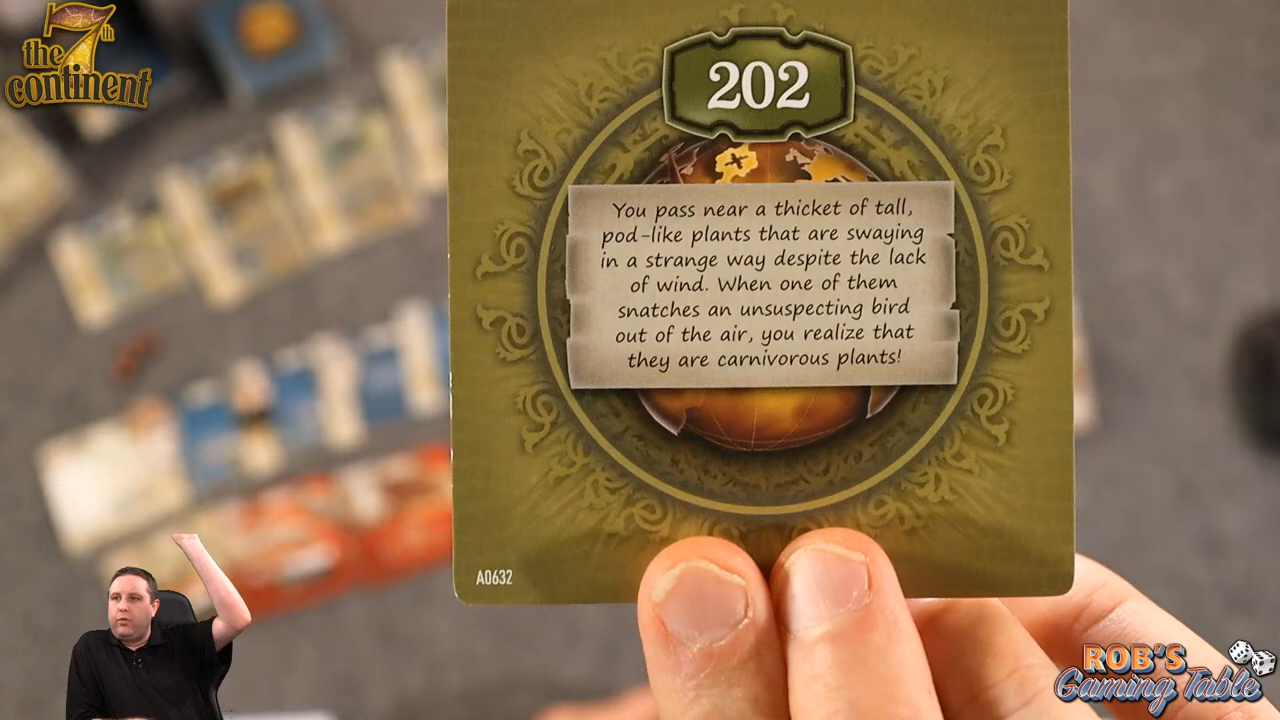 the 7th
continent
202
You pass near a thicket of tall,
pod-like plants that are swaying
in a strange way despite the lack
of wind. When one of them
snatches an unsuspecting bird
out of the air, you realize that
they are carnivorous plants!
A0632
ROB'S
Gaming Table